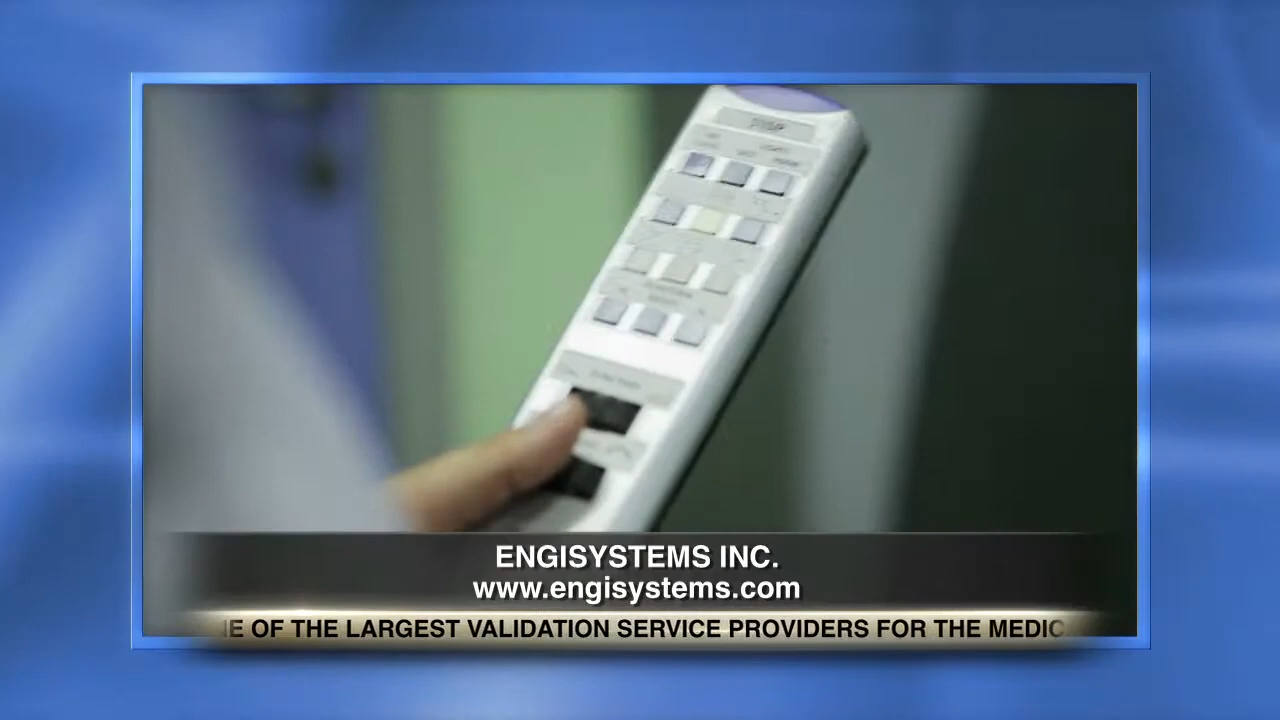 ENGISYSTEMS INC.
www.engisystems.com
OF THE LARGEST VALIDATION SERVICE PROVIDERS FOR THE